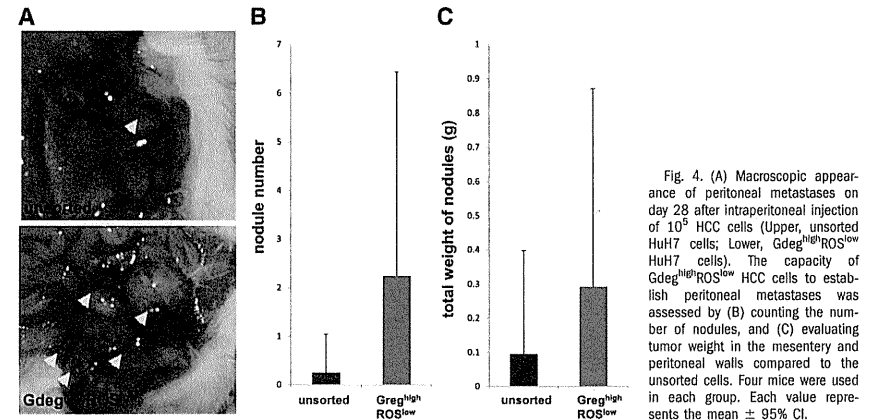 A
B
C
unsorted
Gdeg
nodule number
7
6
5
4
3
2
1
0
unsorted
Greghigh
ROSlow
total weight of nodules (g)
1
0.9
0.8
0.7
0.6
0.5
0.4
0.3
0.2
0.1
0
unsorted
Greghigh
ROSlow
Fig. 4. (A) Macroscopic appear-
ance of peritoneal metastases on
day 28 after intraperitoneal injection
of 10⁵ HCC cells (Upper, unsorted
HuH7 cells; Lower, GdeghighROSlow
HuH7 cells). The capacity of
GdeghighROSlow HCC cells to estab-
lish peritoneal metastases was
assessed by (B) counting the num-
ber of nodules, and (C) evaluating
tumor weight in the mesentery and
peritoneal walls compared to the
unsorted cells. Four mice were used
in each group. Each value repre-
sents the mean ± 95% CI.